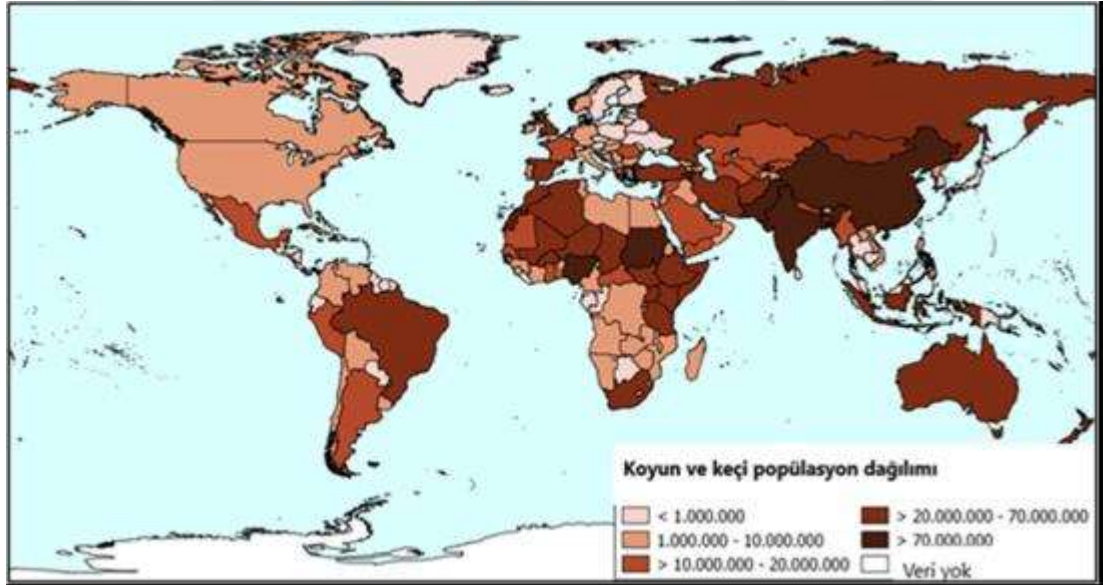 Koyun ve keçi popülasyon dağılımı
< 1.000.000
1.000.000 - 10.000.000
> 10.000.000 - 20.000.000
> 20.000.000 - 70.000.000
> 70.000.000
Veri yok